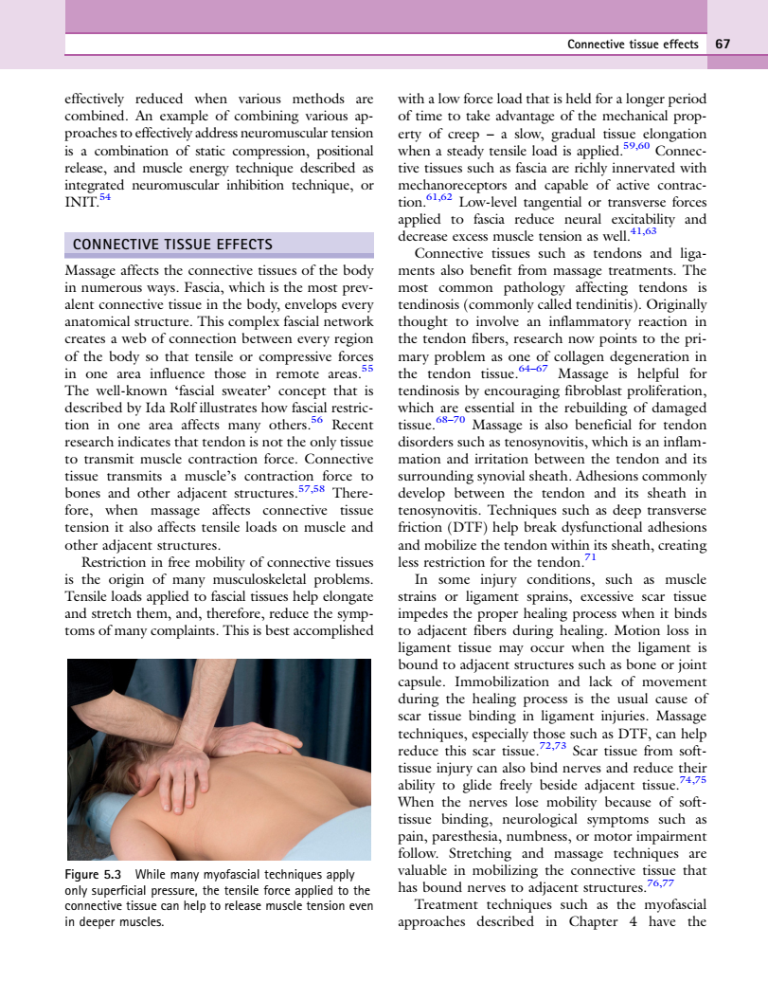 Connective tissue effects 67
effectively reduced when various methods are
combined. An example of combining various ap-
proaches to effectively address neuromuscular tension
is a combination of static compression, positional
release, and muscle energy technique described as
integrated neuromuscular inhibition technique, or
INIT.54
CONNECTIVE TISSUE EFFECTS
Massage affects the connective tissues of the body
in numerous ways. Fascia, which is the most prev-
alent connective tissue in the body, envelops every
anatomical structure. This complex fascial network
creates a web of connection between every region
of the body so that tensile or compressive forces
in one area influence those in remote areas.55
The well-known ‘fascial sweater’ concept that is
described by Ida Rolf illustrates how fascial restric-
tion in one area affects many others.56 Recent
research indicates that tendon is not the only tissue
to transmit muscle contraction force. Connective
tissue transmits a muscle’s contraction force to
bones and other adjacent structures.57,58 There-
fore, when massage affects connective tissue
tension it also affects tensile loads on muscle and
other adjacent structures.
Restriction in free mobility of connective tissues
is the origin of many musculoskeletal problems.
Tensile loads applied to fascial tissues help elongate
and stretch them, and, therefore, reduce the symp-
toms of many complaints. This is best accomplished
Figure 5.3 While many myofascial techniques apply
only superficial pressure, the tensile force applied to the
connective tissue can help to release muscle tension even
in deeper muscles.
with a low force load that is held for a longer period
of time to take advantage of the mechanical prop-
erty of creep – a slow, gradual tissue elongation
when a steady tensile load is applied.59,60 Connec-
tive tissues such as fascia are richly innervated with
mechanoreceptors and capable of active contrac-
tion.61,62 Low-level tangential or transverse forces
applied to fascia reduce neural excitability and
decrease excess muscle tension as well.41,63
Connective tissues such as tendons and liga-
ments also benefit from massage treatments. The
most common pathology affecting tendons is
tendinosis (commonly called tendinitis). Originally
thought to involve an inflammatory reaction in
the tendon fibers, research now points to the pri-
mary problem as one of collagen degeneration in
the tendon tissue.64–67 Massage is helpful for
tendinosis by encouraging fibroblast proliferation,
which are essential in the rebuilding of damaged
tissue.68–70 Massage is also beneficial for tendon
disorders such as tenosynovitis, which is an inflam-
mation and irritation between the tendon and its
surrounding synovial sheath. Adhesions commonly
develop between the tendon and its sheath in
tenosynovitis. Techniques such as deep transverse
friction (DTF) help break dysfunctional adhesions
and mobilize the tendon within its sheath, creating
less restriction for the tendon.71
In some injury conditions, such as muscle
strains or ligament sprains, excessive scar tissue
impedes the proper healing process when it binds
to adjacent fibers during healing. Motion loss in
ligament tissue may occur when the ligament is
bound to adjacent structures such as bone or joint
capsule. Immobilization and lack of movement
during the healing process is the usual cause of
scar tissue binding in ligament injuries. Massage
techniques, especially those such as DTF, can help
reduce this scar tissue.72,73 Scar tissue from soft-
tissue injury can also bind nerves and reduce their
ability to glide freely beside adjacent tissue.74,75
When the nerves lose mobility because of soft-
tissue binding, neurological symptoms such as
pain, paresthesia, numbness, or motor impairment
follow. Stretching and massage techniques are
valuable in mobilizing the connective tissue that
has bound nerves to adjacent structures.76,77
Treatment techniques such as the myofascial
approaches described in Chapter 4 have the